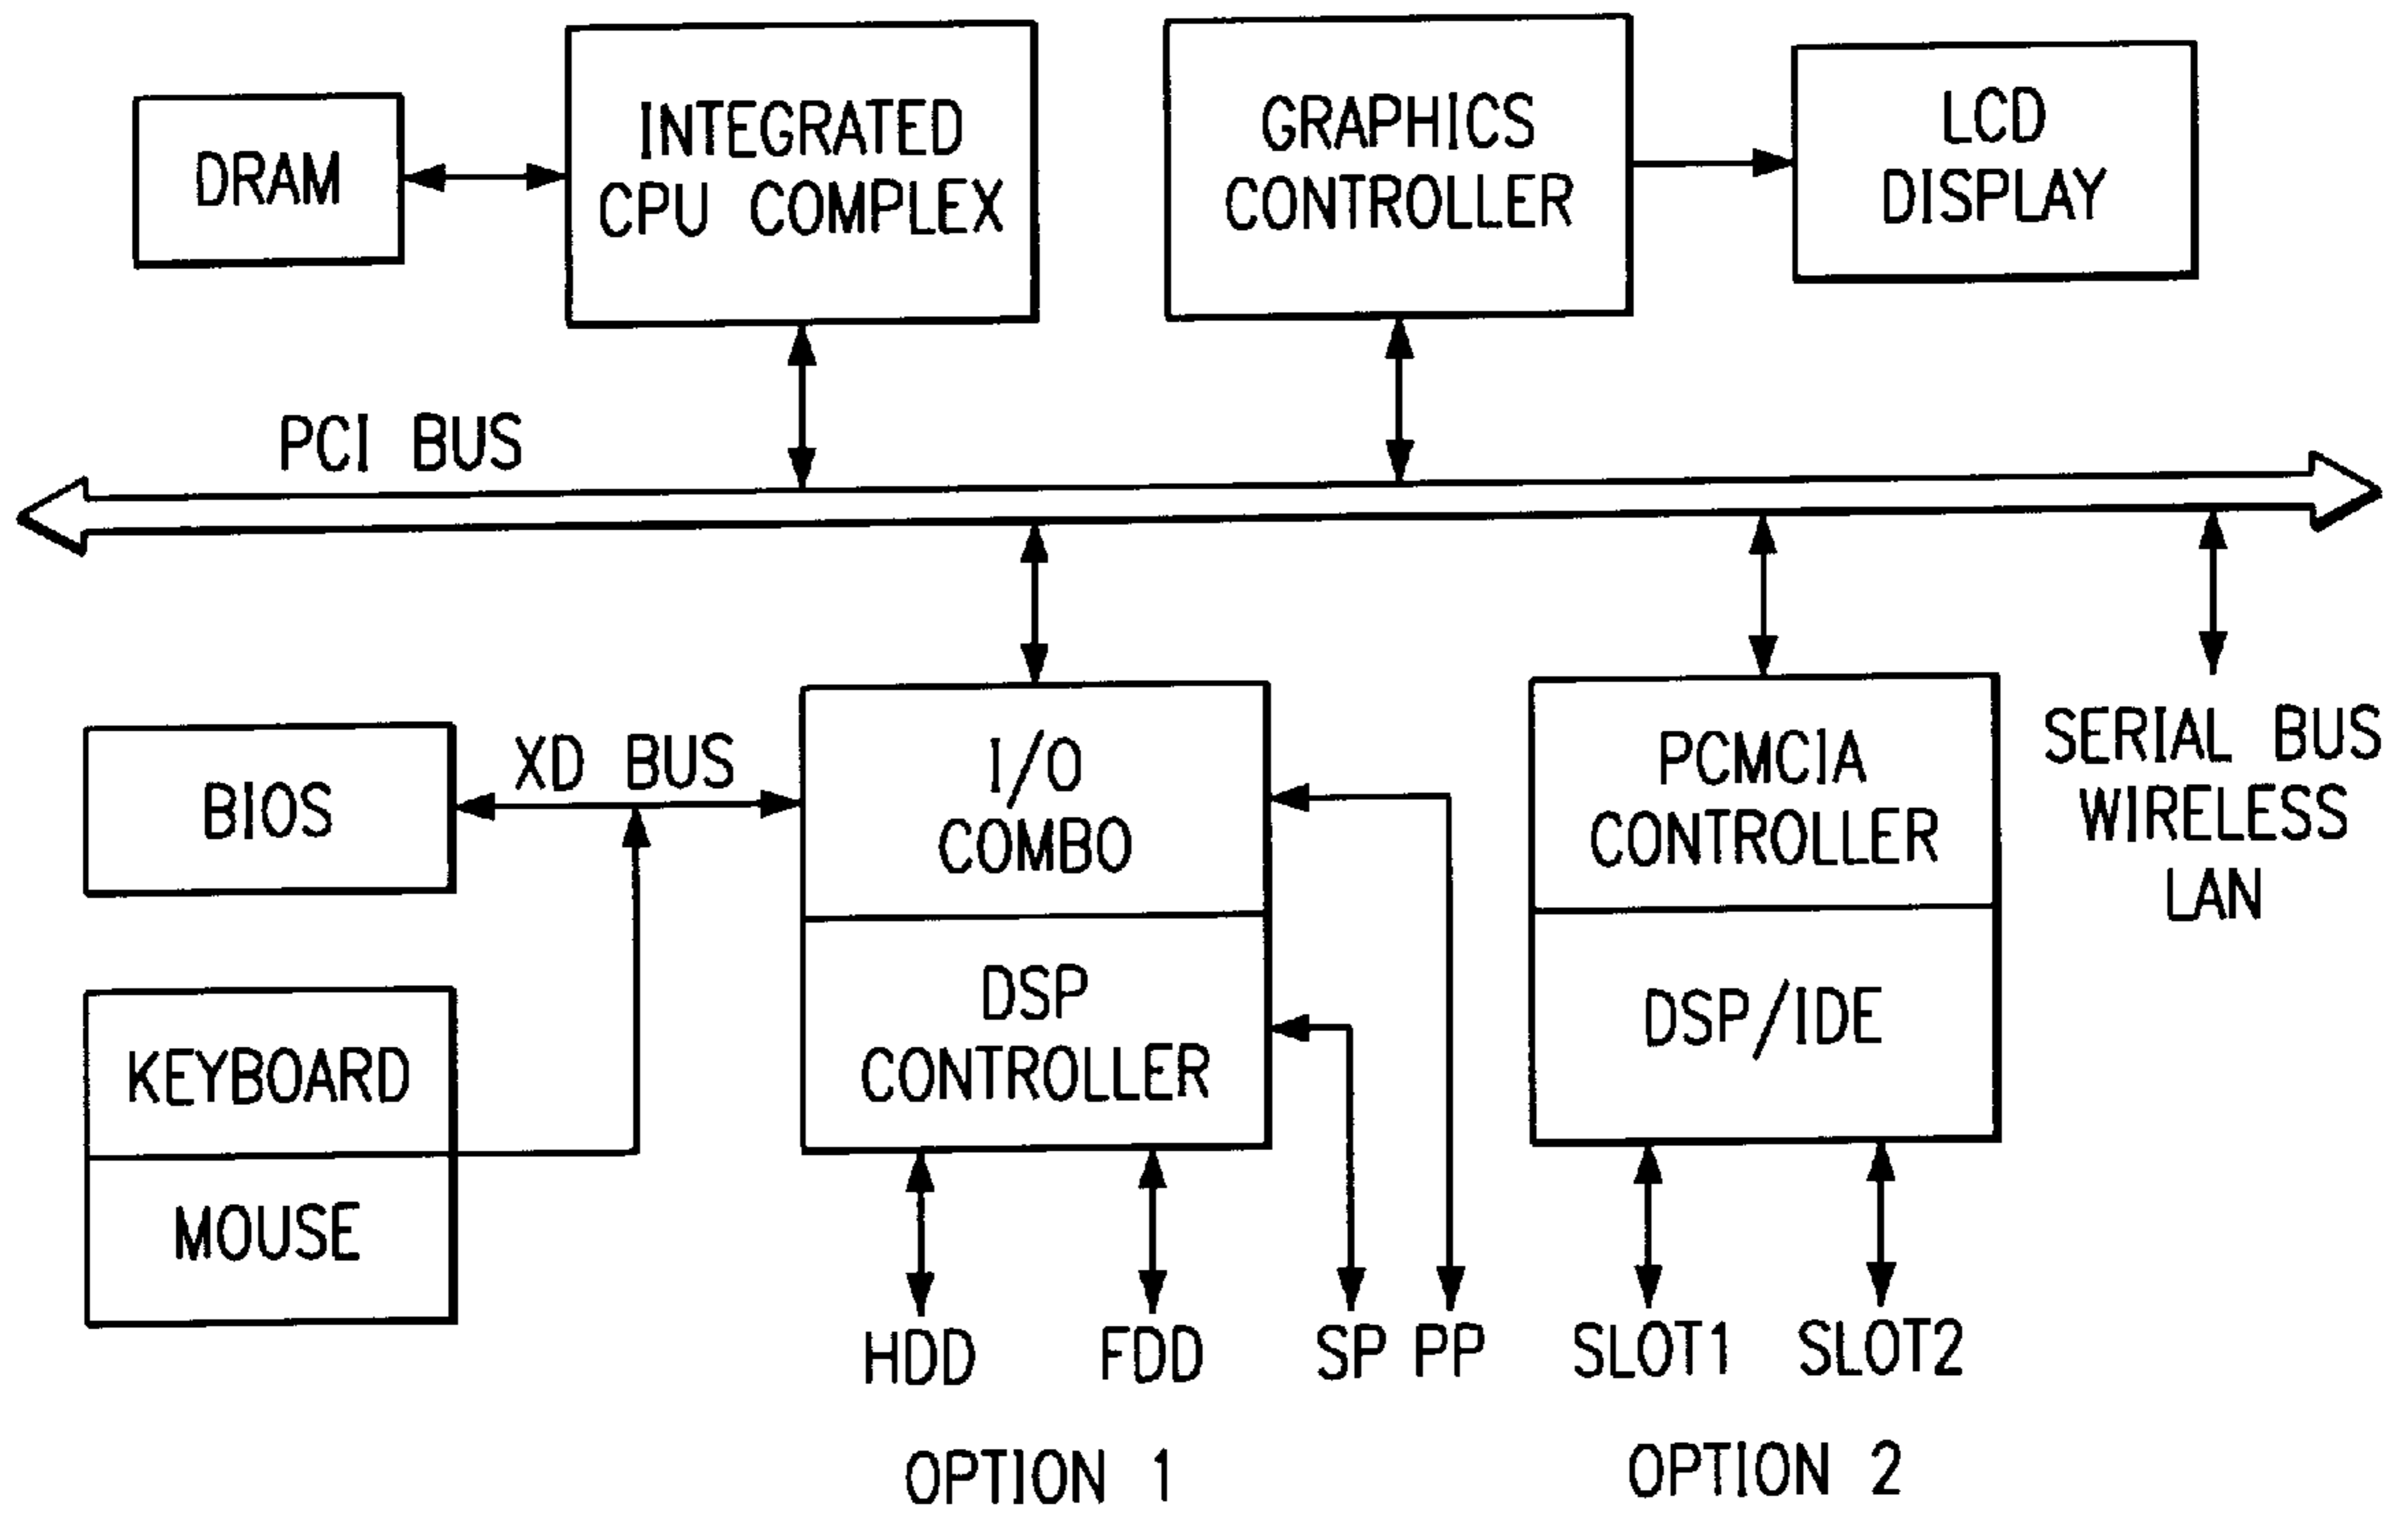 DRAM
INTEGRATED
CPU COMPLEX
GRAPHICS
CONTROLLER
LCD
DISPLAY
PCI BUS
BIOS
XD BUS
I/O
COMBO
DSP
CONTROLLER
PCMCIA
CONTROLLER
DSP/IDE
SERIAL BUS
WIRELESS
LAN
KEYBOARD
MOUSE
HDD
FDD
SP
PP
SLOT1
SLOT2
OPTION 1
OPTION 2